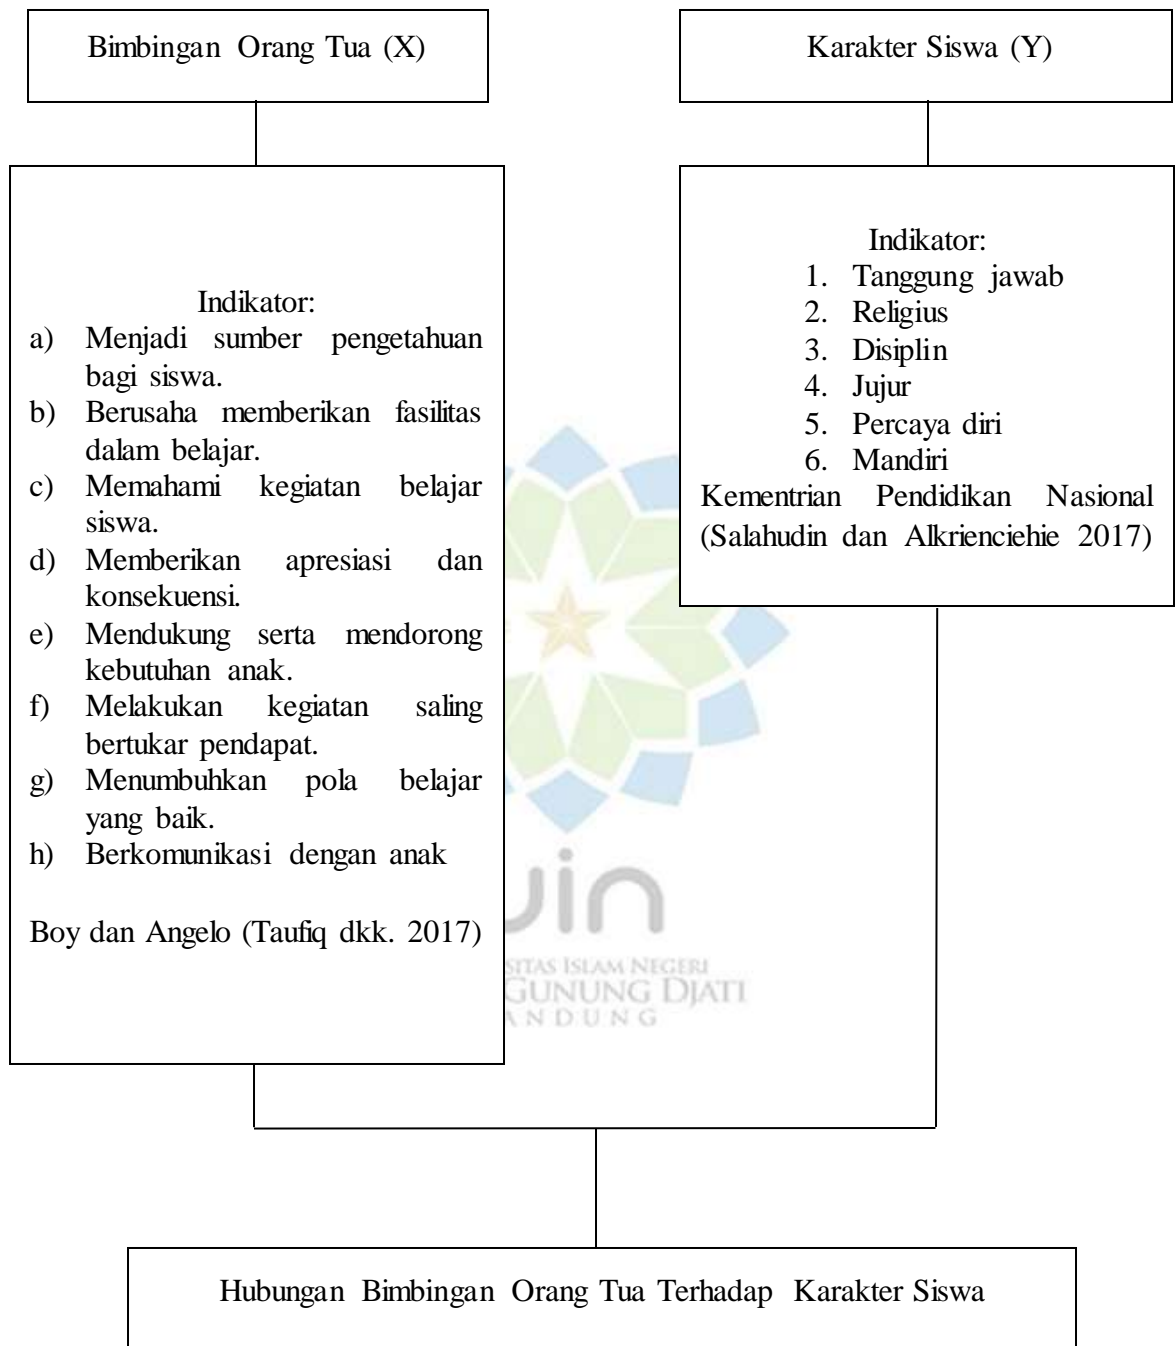 Bimbingan Orang Tua (X)
Karakter Siswa (Y)
Indikator:
a) Menjadi sumber pengetahuan
bagi siswa.
b) Berusaha memberikan fasilitas
dalam belajar.
c) Memahami kegiatan belajar
siswa.
d) Memberikan apresiasi dan
konsekuensi.
e) Mendukung serta mendorong
kebutuhan anak.
f) Melakukan kegiatan saling
bertukar pendapat.
g) Menumbuhkan pola belajar
yang baik.
h) Berkomunikasi dengan anak
Boy dan Angelo (Taufiq dkk. 2017)
Indikator:
1. Tanggung jawab
2. Religius
3. Disiplin
4. Jujur
5. Percaya diri
6. Mandiri
Kementrian Pendidikan Nasional
(Salahudin dan Alkrienciehie 2017)
ISLAM NEGERI
GUNUNG DJATI
Hubungan Bimbingan Orang Tua Terhadap Karakter Siswa